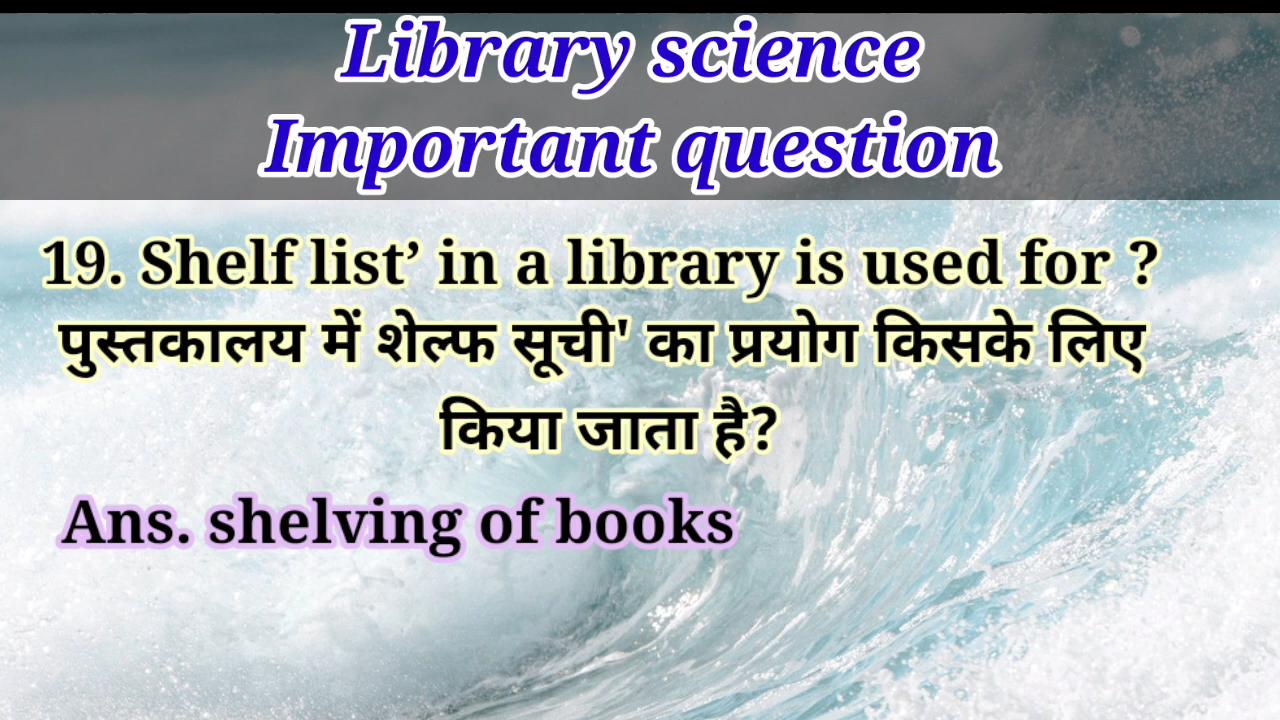 Library science
Important question
19. Shelf list’ in a library is used for ?
पुस्तकालय में शेल्फ सूची' का प्रयोग किसके लिए
किया जाता है?
Ans. shelving of books